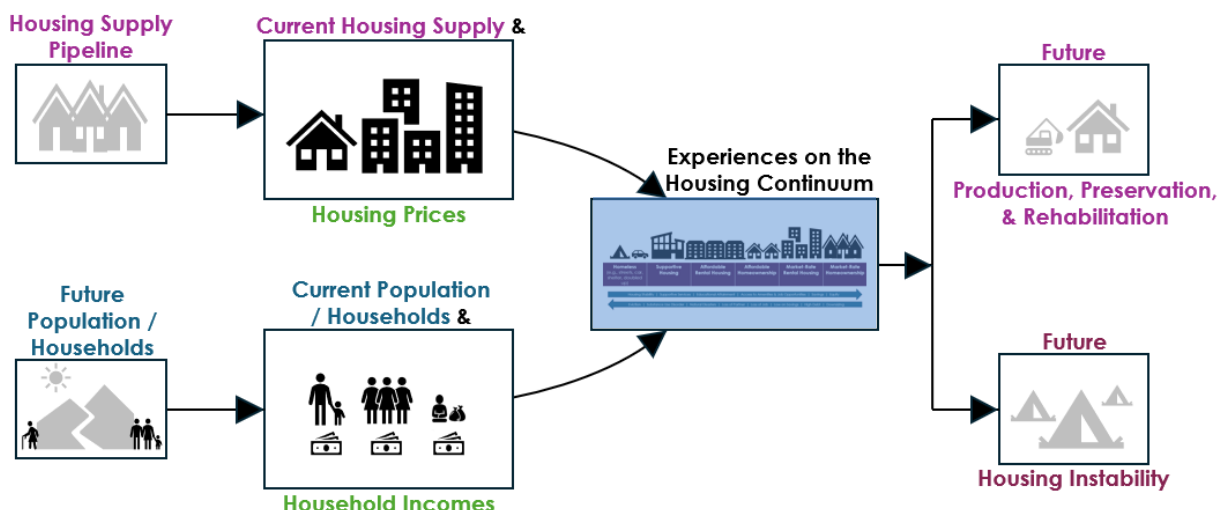 Housing Supply
Pipeline
Current Housing Supply &
Housing Prices
Future
Population /
Households
Current Population
/ Households &
Household Incomes
Experiences on the
Housing Continuum
Homeless
Supportive
Housing
Affordable
Rental Housing
Affordable
Homeownership
Market Rate
Rental Housing
Market Rate
Homeownership
Future
Production, Preservation,
& Rehabilitation
Future
Housing Instability